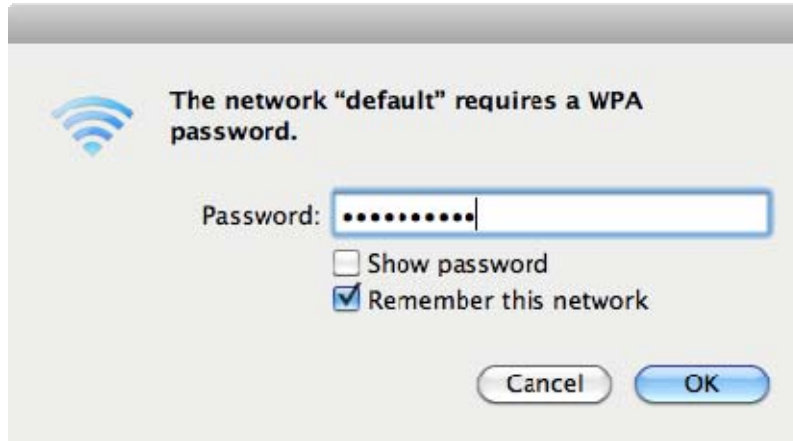 The network “default” requires a WPA
password.
Password: ••••••••••
Show password
Remember this network
Cancel OK